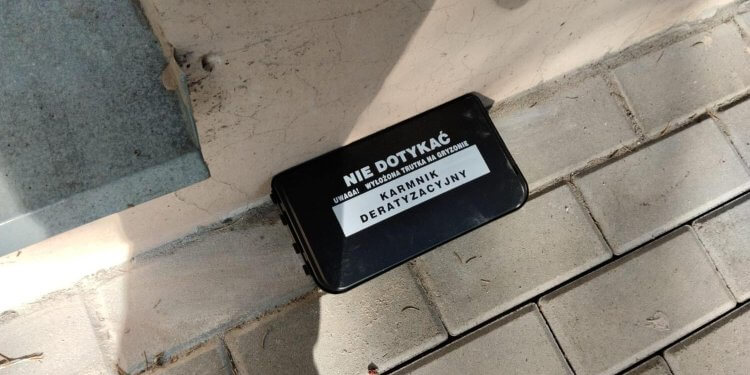 NIE DOTYKAĆ
UWAGA! WYŁOŻONA TRUTKA NA GRYZONIE
KARMNIK
DERATYZACYJNY